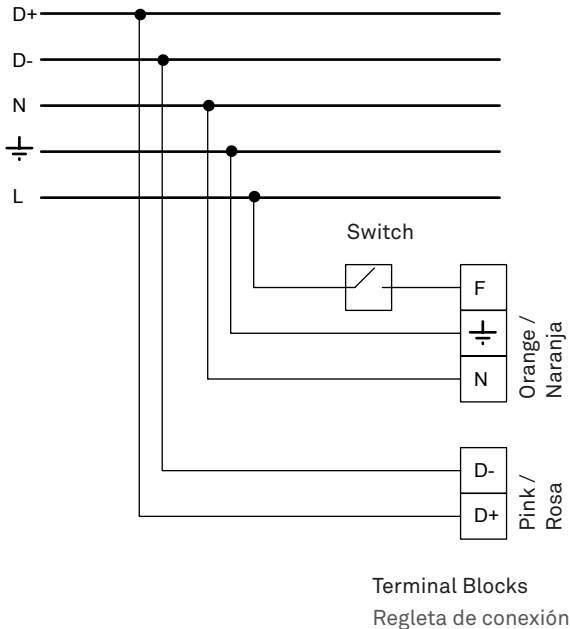 D+
D-
N
L
Switch
F
N
Orange /
Naranja
D-
D+
Pink /
Rosa
Terminal Blocks
Regleta de conexión